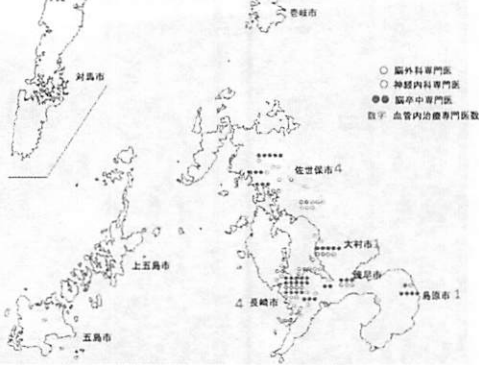 壱岐市
対馬市
○ 脳外科専門医
○ 神経内科専門医
●● 脳卒中専門医
数字 血管内治療専門医数
佐世保市 4
大村市 1
諫早市
上五島市
4 長崎市
島原市 1
五島市